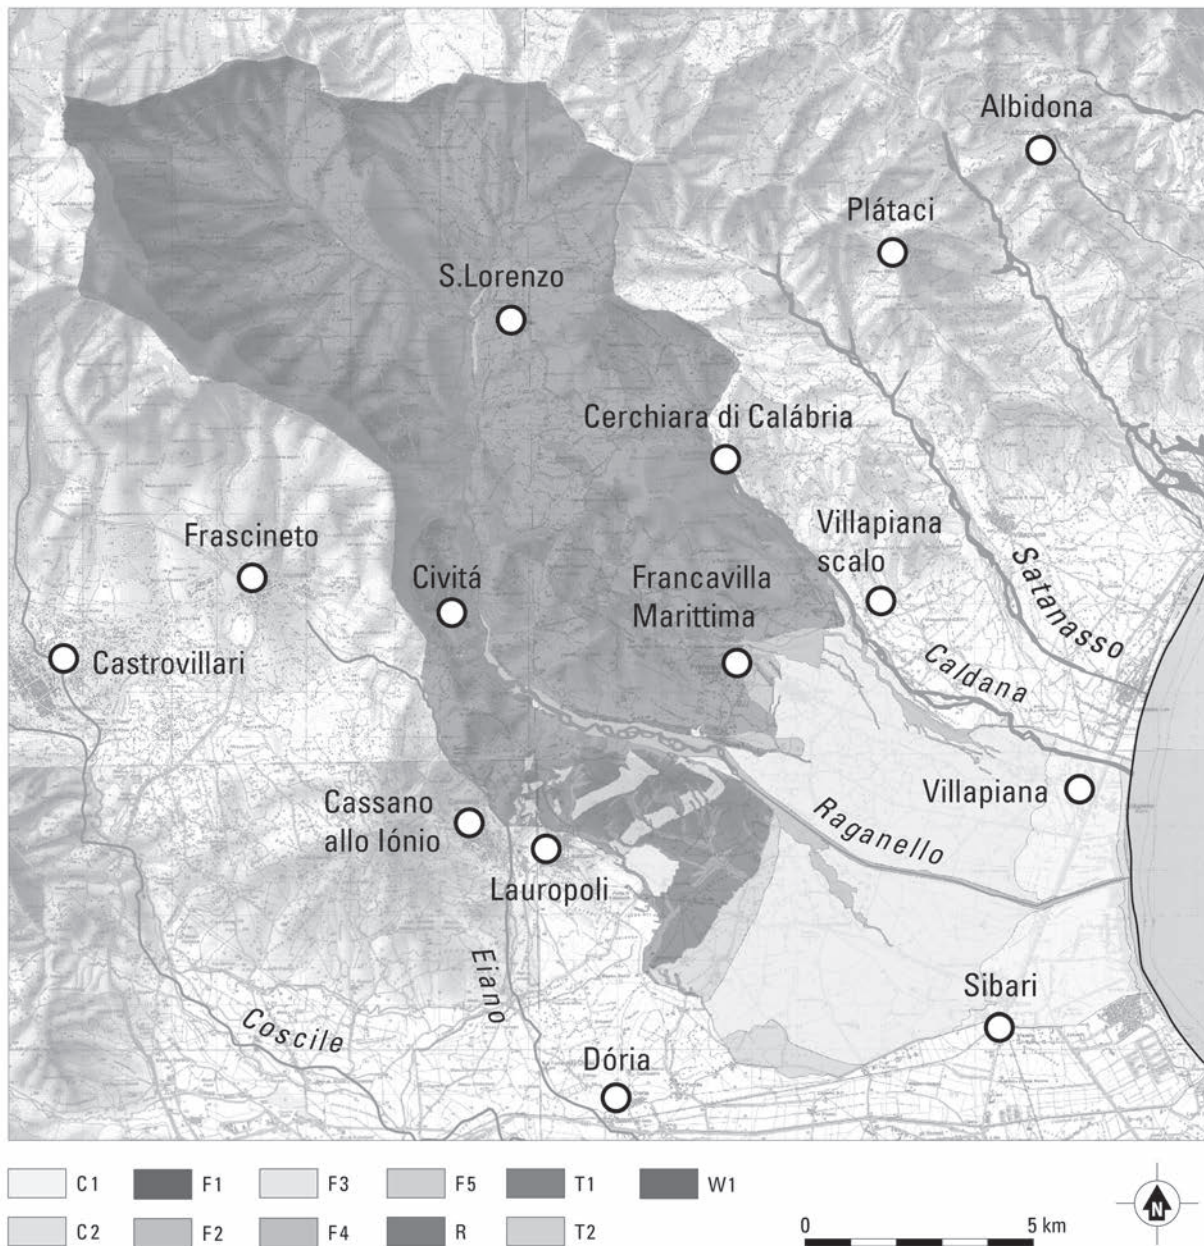 Albidona
Plátaci
S.Lorenzo
Cerchiara di Calábria
Villapiana
scalo
Frascineto
Civitá
Francavilla
Marittima
Satanasso
Castrovillari
Caldana
Villapiana
Cassano
allo Iónio
Raganello
Lauropoli
Eiano
Sibari
Coscile
Dória
C1 F1 F3 F5 T1 W1
C2 F2 F4 R T2
0 5 km
N